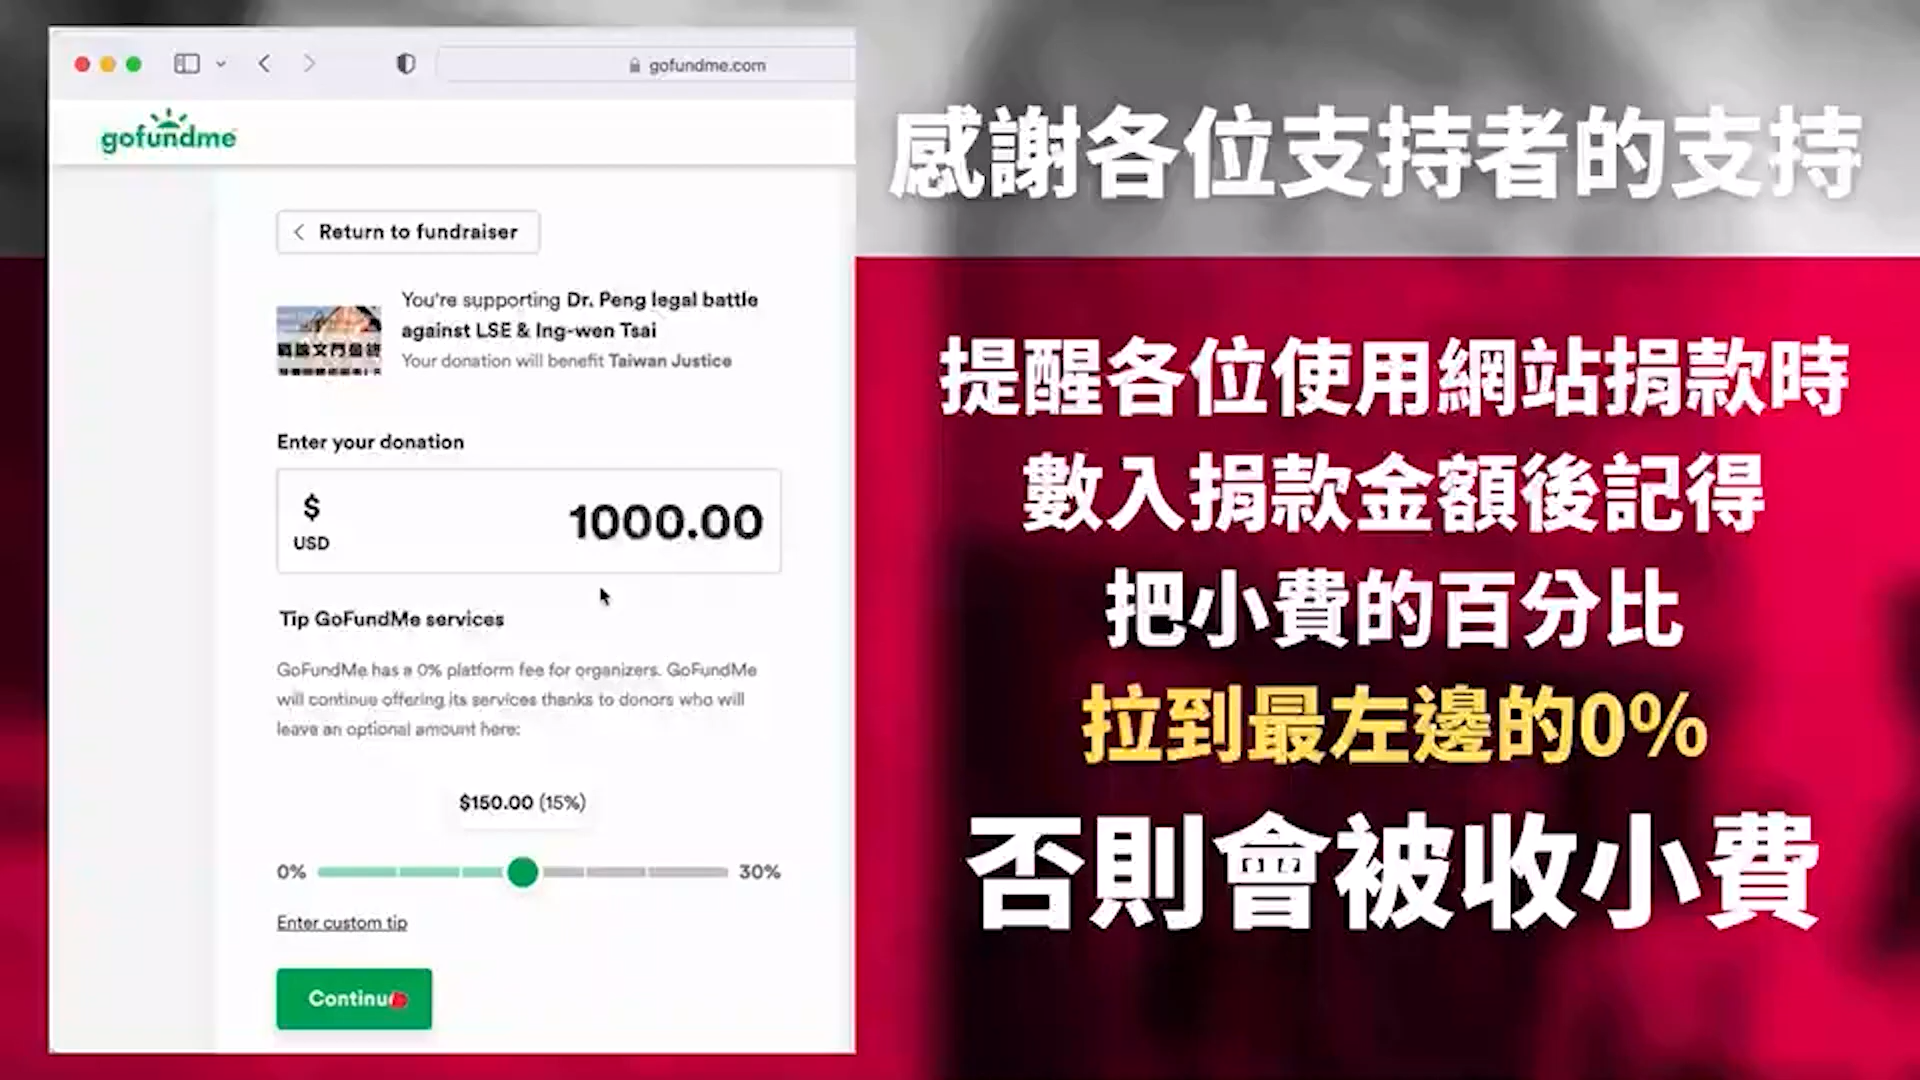 gofundme.com
gofundme
Return to fundraiser
You're supporting Dr. Peng legal battle
against LSE & Ing-wen Tsai
Your donation will benefit Taiwan Justice
Enter your donation
$
USD
1000.00
Tip GoFundMe services
GoFundMe has a 0% platform fee for organizers. GoFundMe
will continue offering its services thanks to donors who will
leave an optional amount here:
$150.00 (15%)
0%
30%
Enter custom tip
Continue
感謝各位支持者的支持
提醒各位使用網站捐款時
數入捐款金額後記得
把小費的百分比
拉到最左邊的0%
否則會被收小費